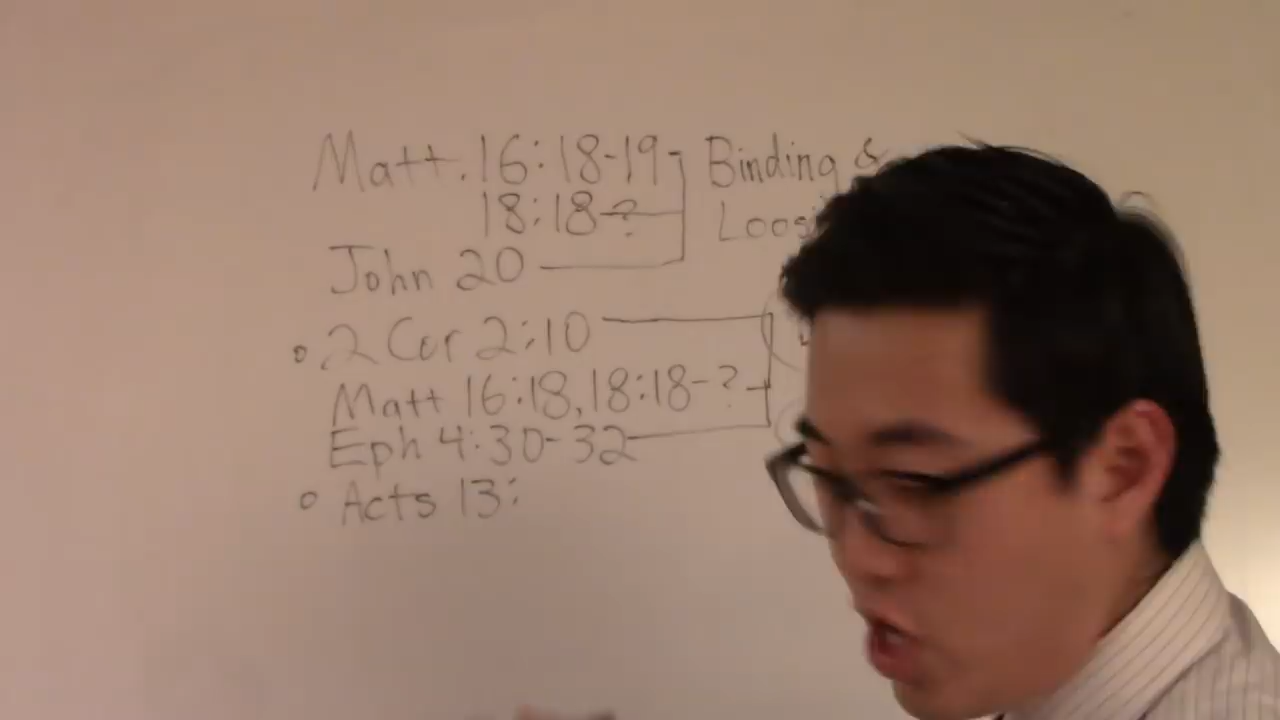 Matt. 16:18-19 Binding &
18:18-? Loosi
John 20
• 2 Cor 2:10
Matt 16:18, 18:18-?
Eph 4:30-32
• Acts 13: